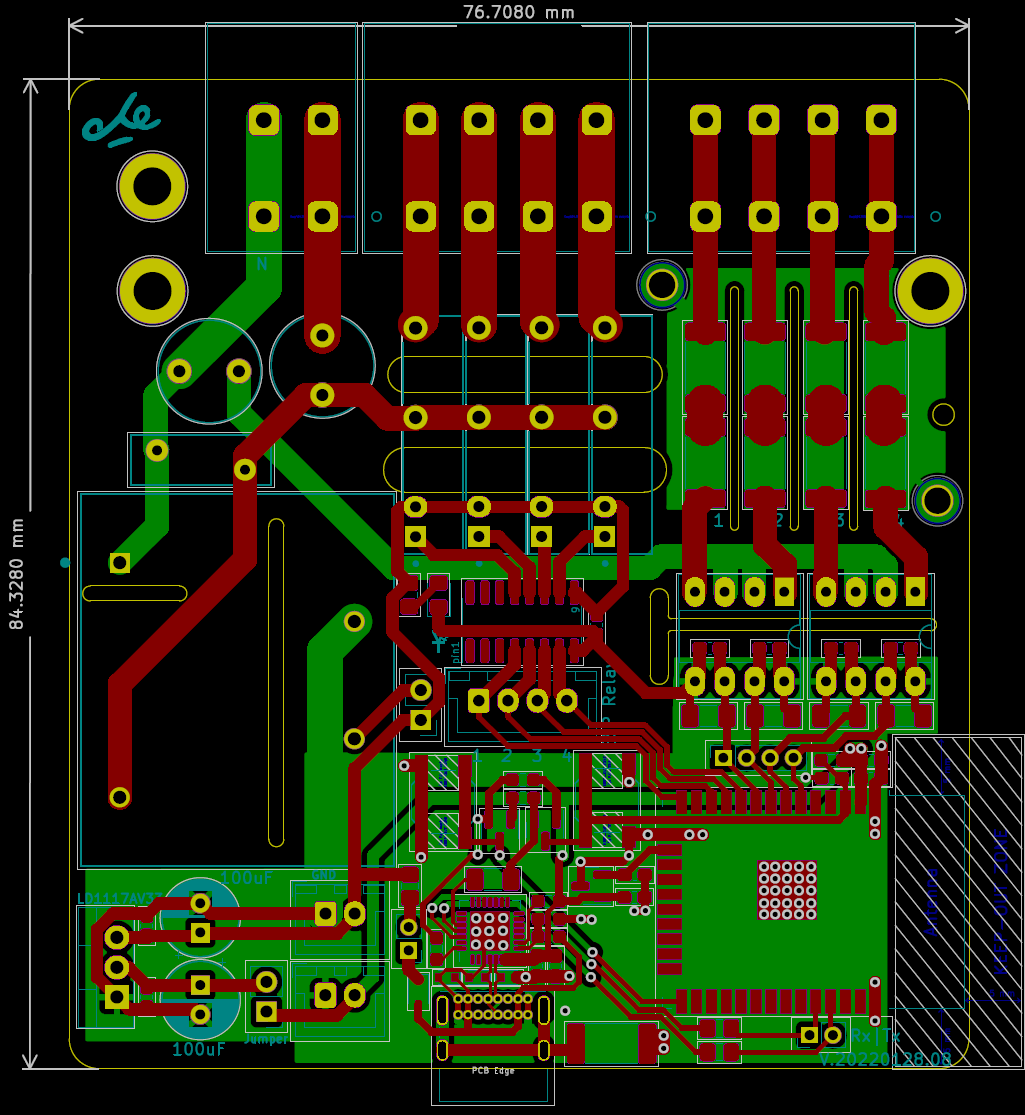 76.7080 mm
84.3280 mm
N
1 2 3 4
9
pin1
Relay
1 2 3 4
100uF
GND
LD1117AV33
Antenna
KEEP-OUT ZONE
100uF
Jumper
Rx|Tx
V.20220128.08
PCB Edge